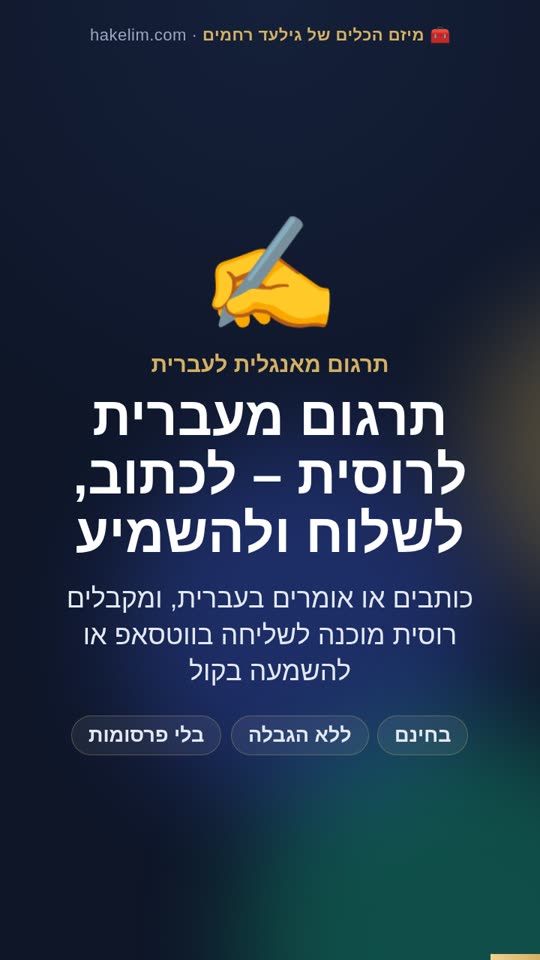 🧰 מיזם הכלים של גילעד רחמים · hakelim.com
תרגום מאנגלית לעברית
תרגום מעברית
לרוסית – לכתוב,
לשלוח ולהשמיע
כותבים או אומרים בעברית, ומקבלים
רוסית מוכנה לשליחה בווטסאפ או
להשמעה בקול
בחינם
ללא הגבלה
בלי פרסומות